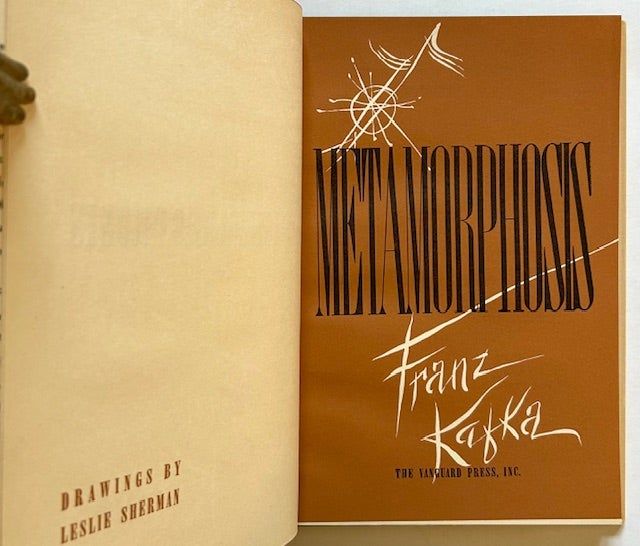 DRAWINGS BY
LESLIE SHERMAN
METAMORPHOSIS
Franz
Kafka
THE VANGUARD PRESS, INC.